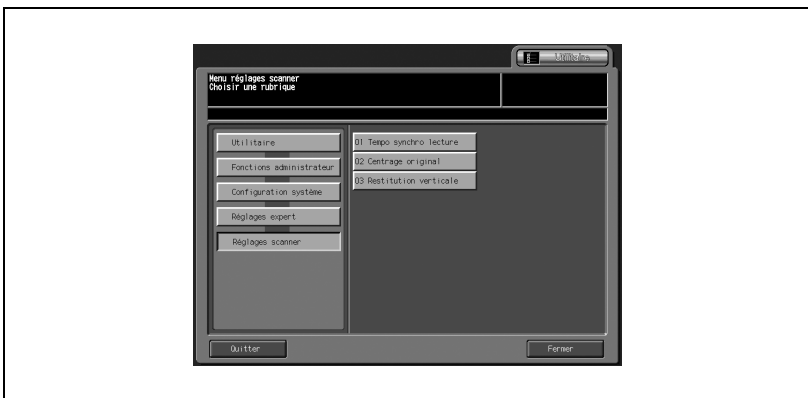 Utilitaire
Menu réglages scanner
Choisir une rubrique
Utilitaire
Fonctions administrateur
Configuration système
Réglages expert
Réglages scanner
01 Tempo synchro lecture
02 Centrage original
03 Restitution verticale
Quitter
Fermer